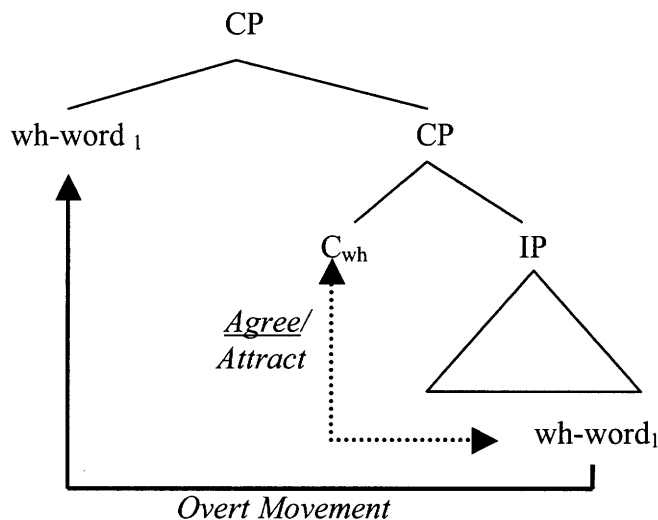 CP
wh-word 1
CP
Cwh
IP
Agree/
Attract
wh-word1
Overt Movement